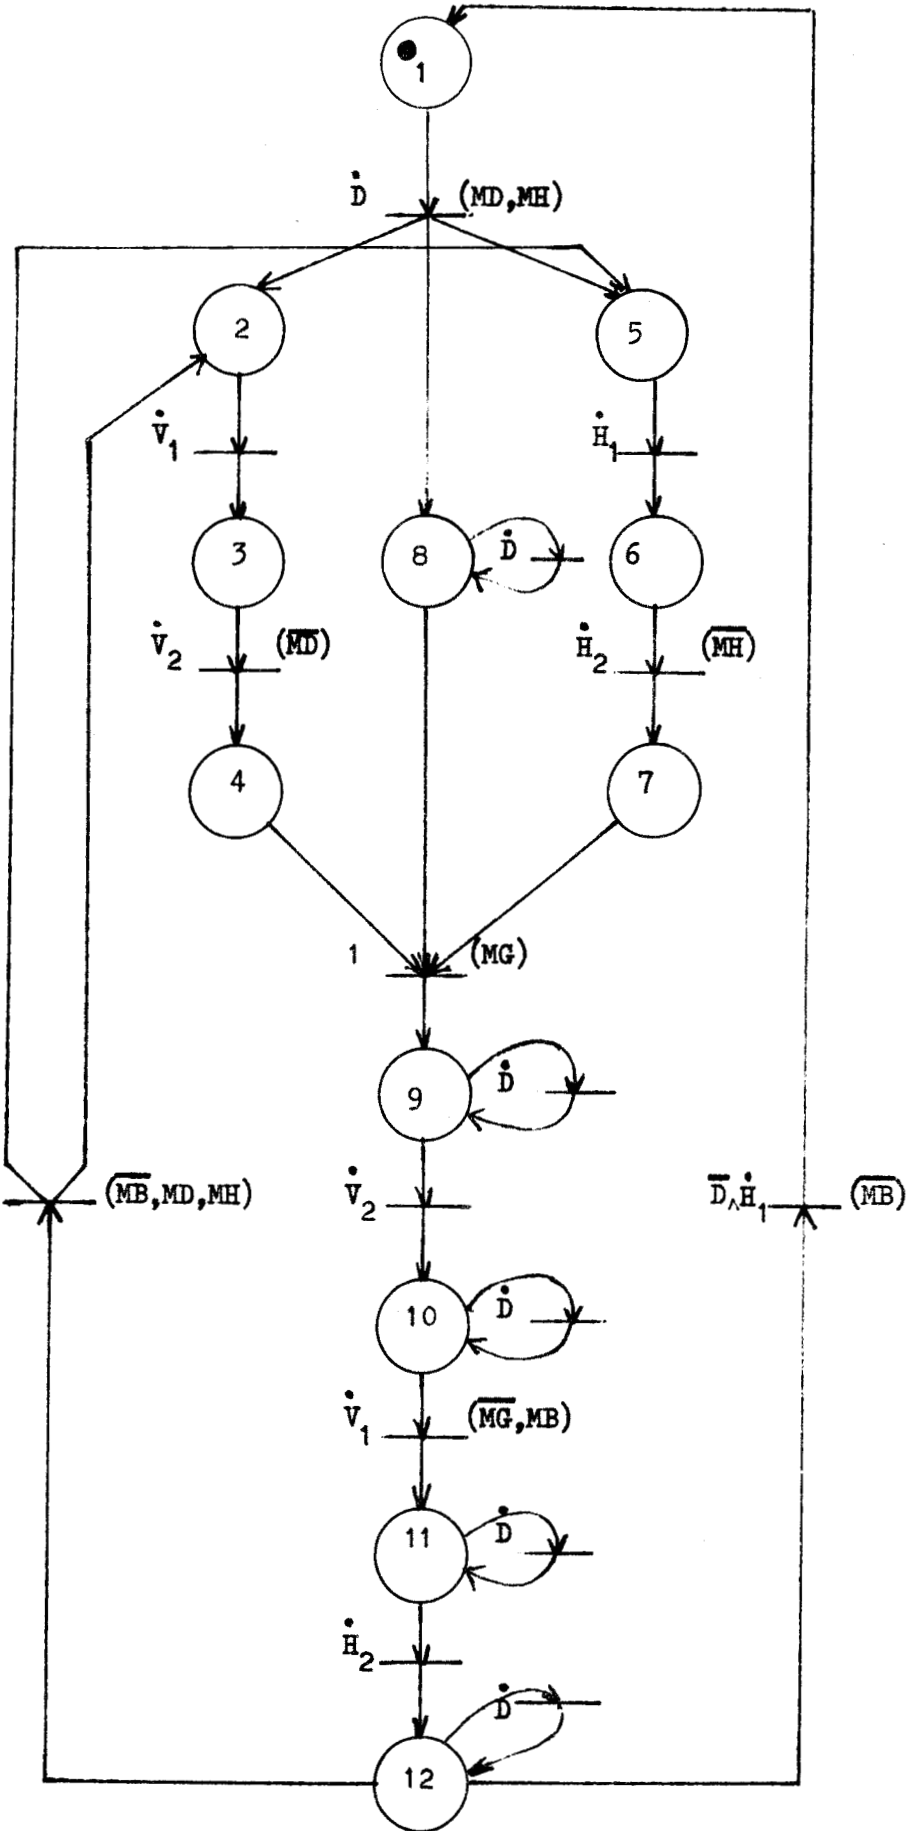 1
Ḋ (MD,MH)
2
5
V̇₁
Ḣ₁
3
8
Ḋ
6
V̇₂ (M̅D̅)
Ḣ₂ (M̅H̅)
4
7
1 (MG)
9
Ḋ
(M̅B̅,MD,MH)
V̇₂
D̅∧Ḣ₁ (M̅B̅)
10
Ḋ
V̇₁ (M̅G̅,MB)
11
Ḋ
Ḣ₂
Ḋ
12